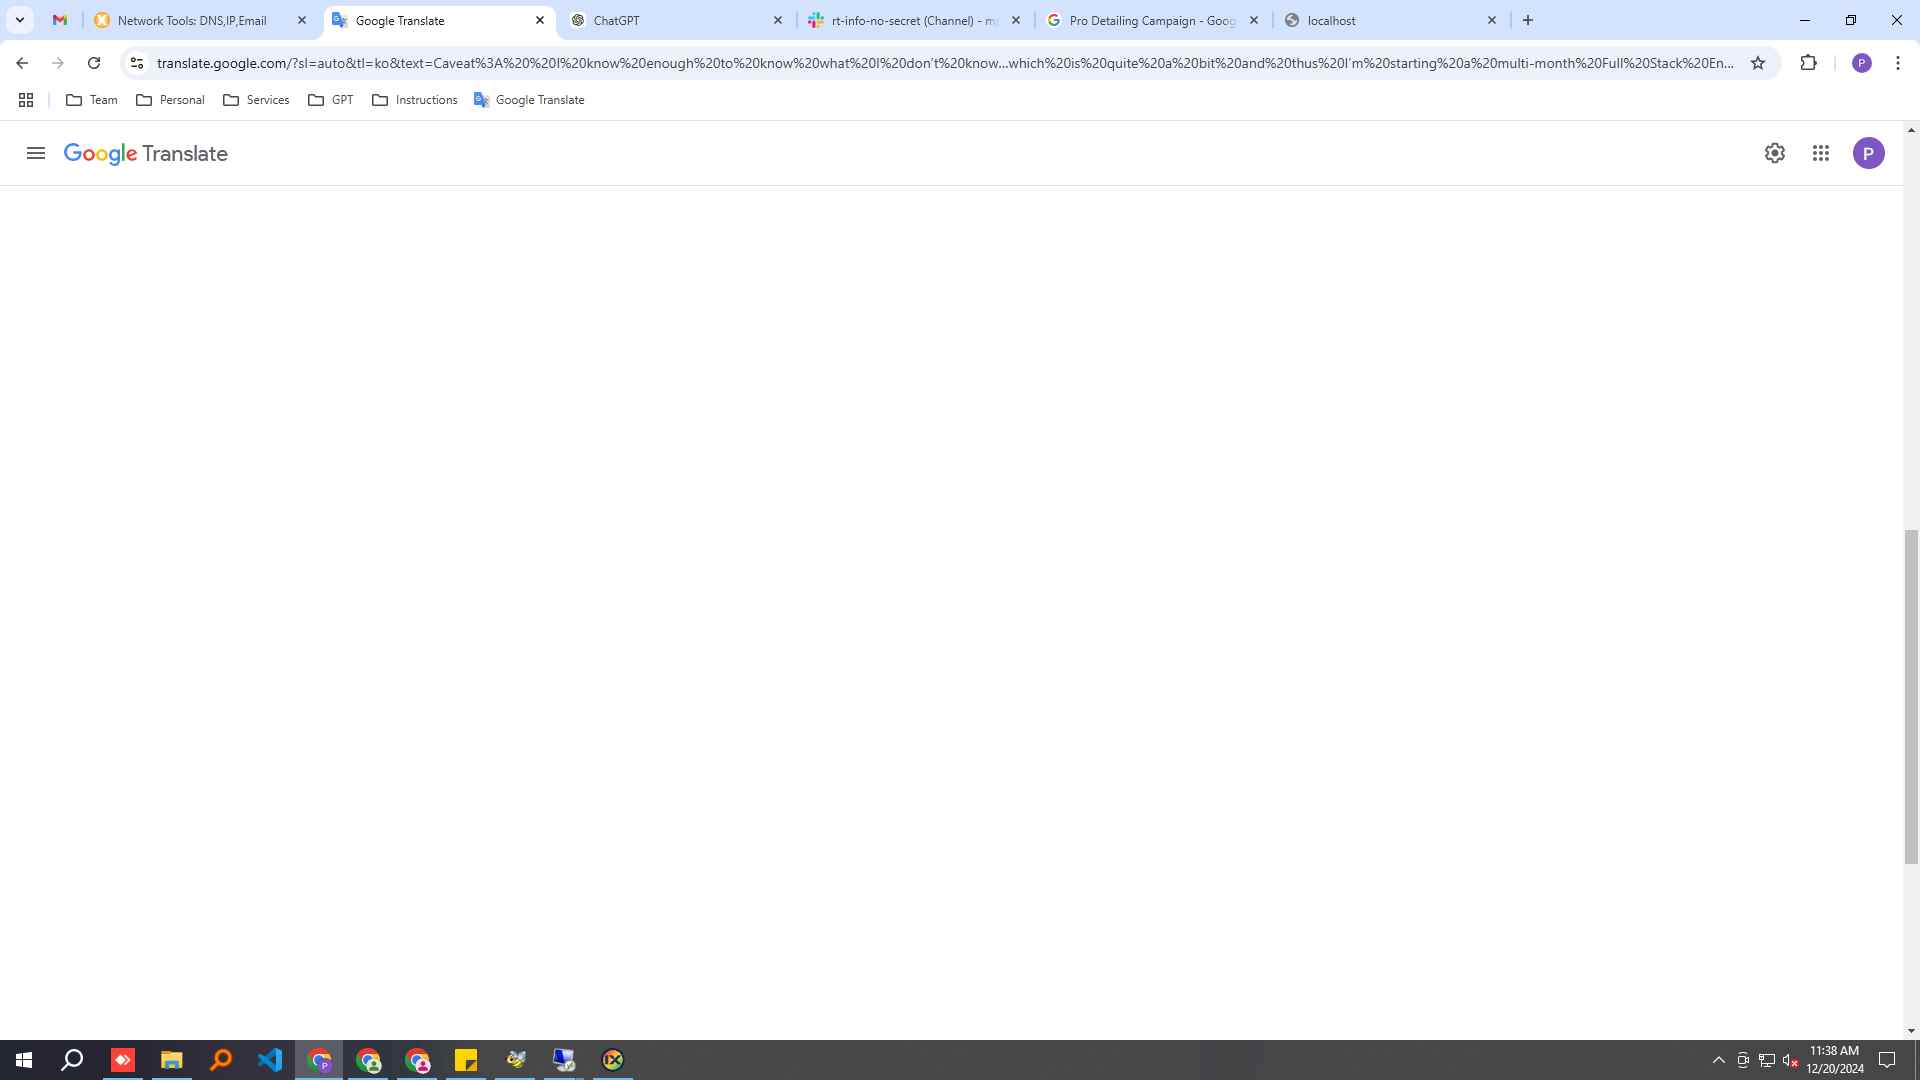 Network Tools: DNS,IP,Email
Google Translate
ChatGPT
rt-info-no-secret (Channel) - m
Pro Detailing Campaign - Goog
localhost
translate.google.com/?sl=auto&tl=ko&text=Caveat%3A%20%20I%20know%20enough%20to%20know%20what%20I%20don't%20know...which%20is%20quite%20a%20bit%20and%20thus%20I'm%20starting%20a%20multi-month%20Full%20Stack%20En...
P
Team
Personal
Services
GPT
Instructions
Google Translate
Google Translate
P
P
11:38 AM
12/20/2024